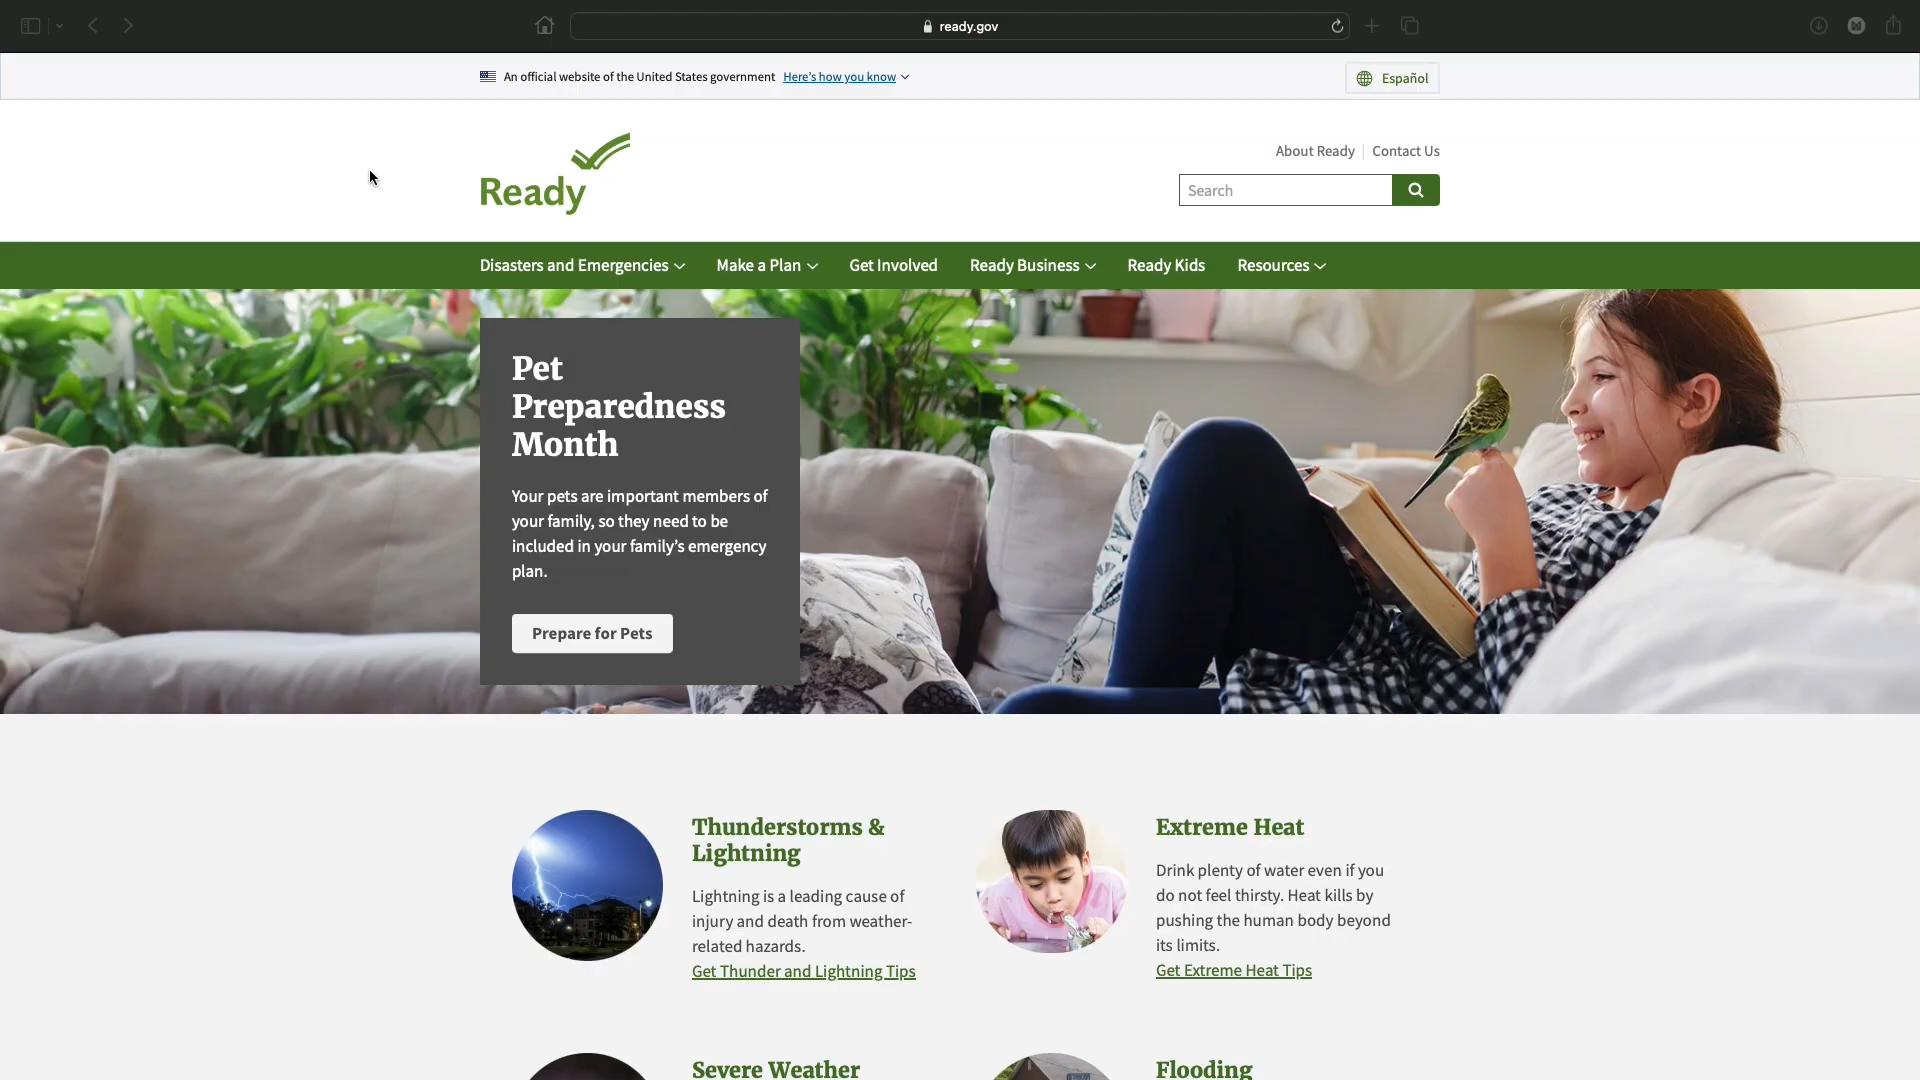 ready.gov
An official website of the United States government Here's how you know
Español
Ready
About Ready
Contact Us
Search
Disasters and Emergencies
Make a Plan
Get Involved
Ready Business
Ready Kids
Resources
Pet
Preparedness
Month
Your pets are important members of
your family, so they need to be
included in your family’s emergency
plan.
Prepare for Pets
Thunderstorms &
Lightning
Lightning is a leading cause of
injury and death from weather-
related hazards.
Get Thunder and Lightning Tips
Extreme Heat
Drink plenty of water even if you
do not feel thirsty. Heat kills by
pushing the human body beyond
its limits.
Get Extreme Heat Tips
Severe Weather
Flooding